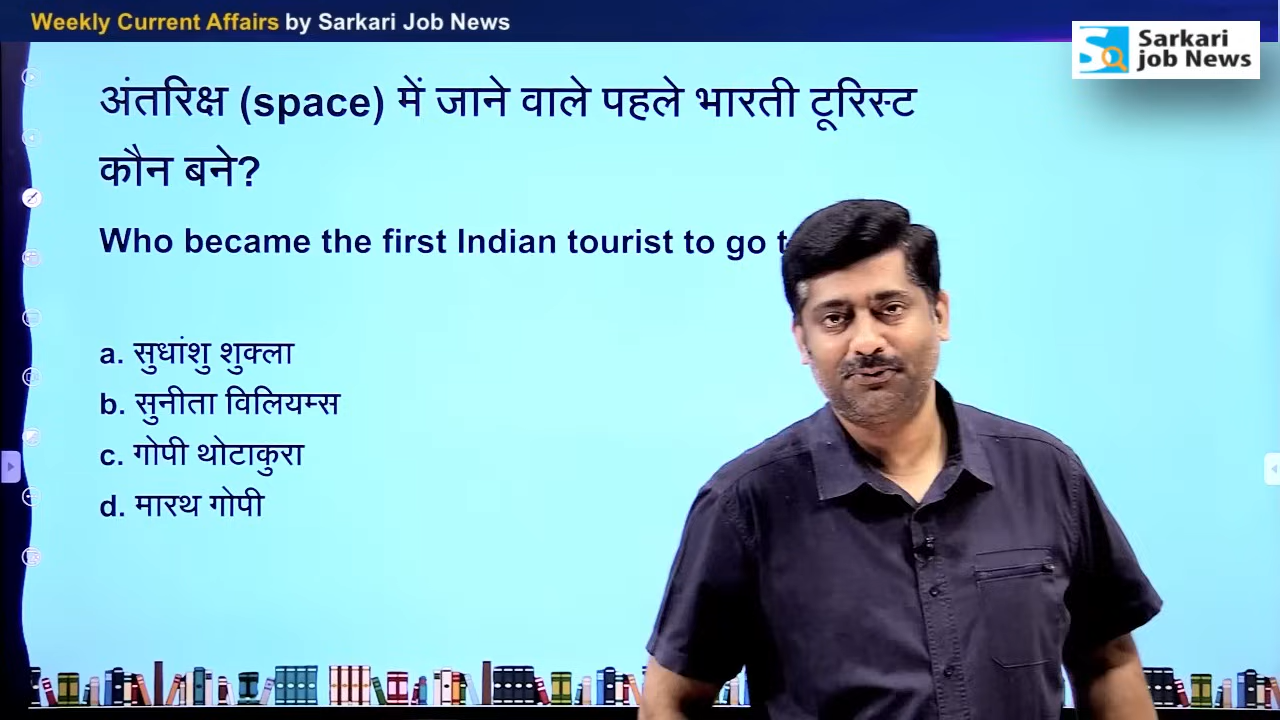 Weekly Current Affairs by Sarkari Job News
Sarkari
job News
अंतरिक्ष (space) में जाने वाले पहले भारती टूरिस्ट
कौन बने?
Who became the first Indian tourist to go
a. सुधांशु शुक्ला
b. सुनीता विलियम्स
c. गोपी थोटाकुरा
d. मारथ गोपी